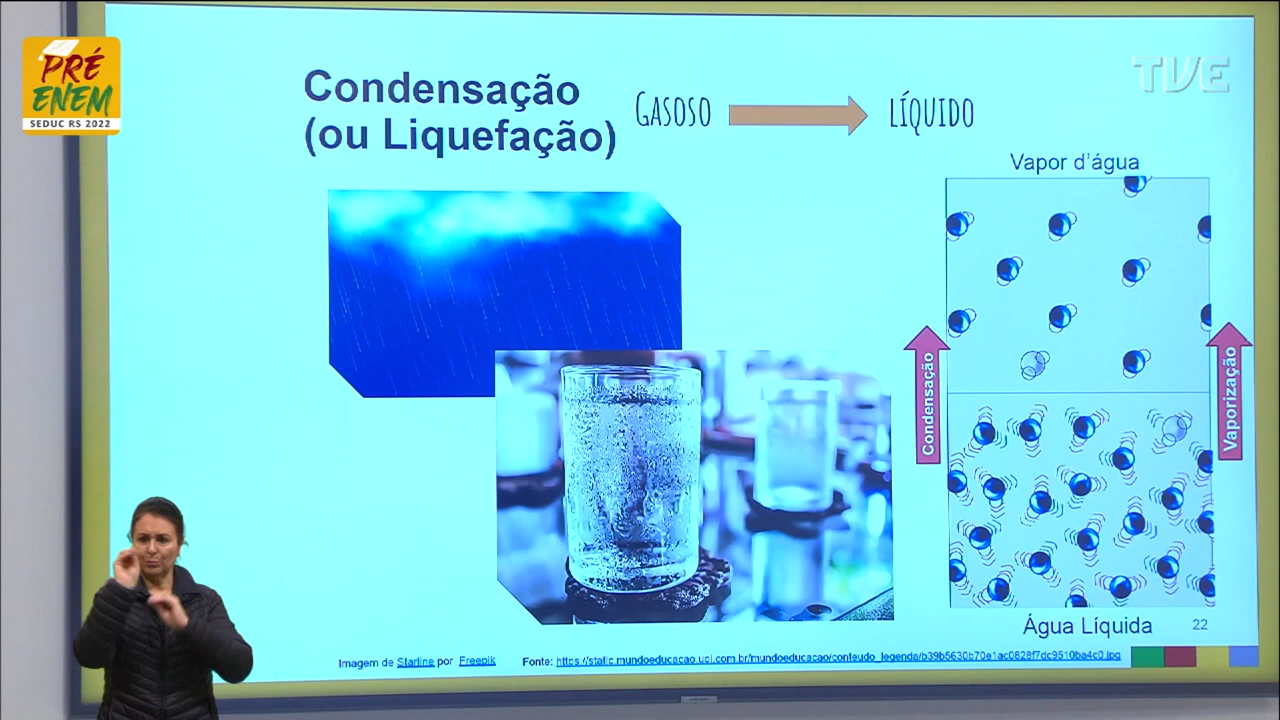 PRÉ
ENEM
SEDUC RS 2022
TVE
Condensação
(ou Liquefação)
GASOSO
LÍQUIDO
Vapor d'água
Condensação
Vaporização
Água Líquida
22
Imagem de Starline por Freepik
Fonte: https://static.mundoeducacao.uol.com.br/mundoeducacao/conteudo_legenda/b39b5630b70e1ac0828f7dc9510ba4c0.jpg